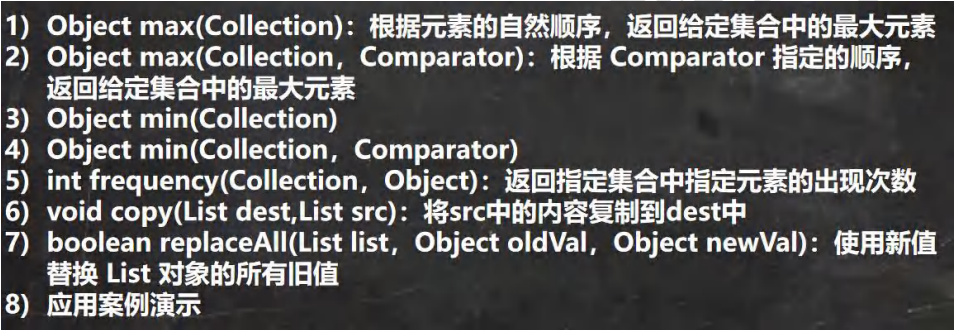 1) Object max(Collection)：根据元素的自然顺序，返回给定集合中的最大元素
2) Object max(Collection，Comparator)：根据 Comparator 指定的顺序，
返回给定集合中的最大元素
3) Object min(Collection)
4) Object min(Collection，Comparator)
5) int frequency(Collection，Object)：返回指定集合中指定元素的出现次数
6) void copy(List dest,List src)：将src中的内容复制到dest中
7) boolean replaceAll(List list，Object oldVal，Object newVal)：使用新值
替换 List 对象的所有旧值
8) 应用案例演示